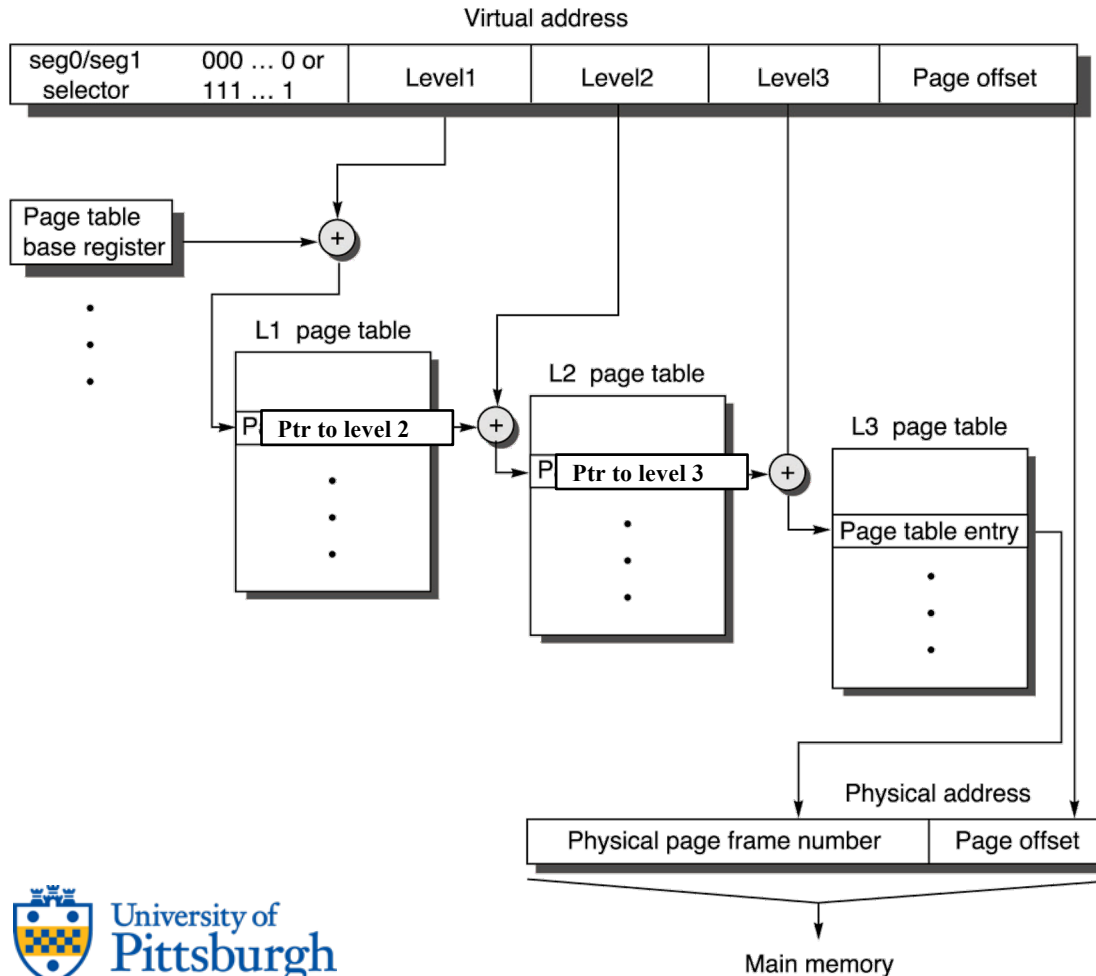 Virtual address
seg0/seg1 000 … 0 or
selector 111 … 1
Level1
Level2
Level3
Page offset
Page table
base register
+
L1 page table
Ptr to level 2
+
L2 page table
Ptr to level 3
+
L3 page table
Page table entry
Physical address
Physical page frame number
Page offset
University of
Pittsburgh
Main memory